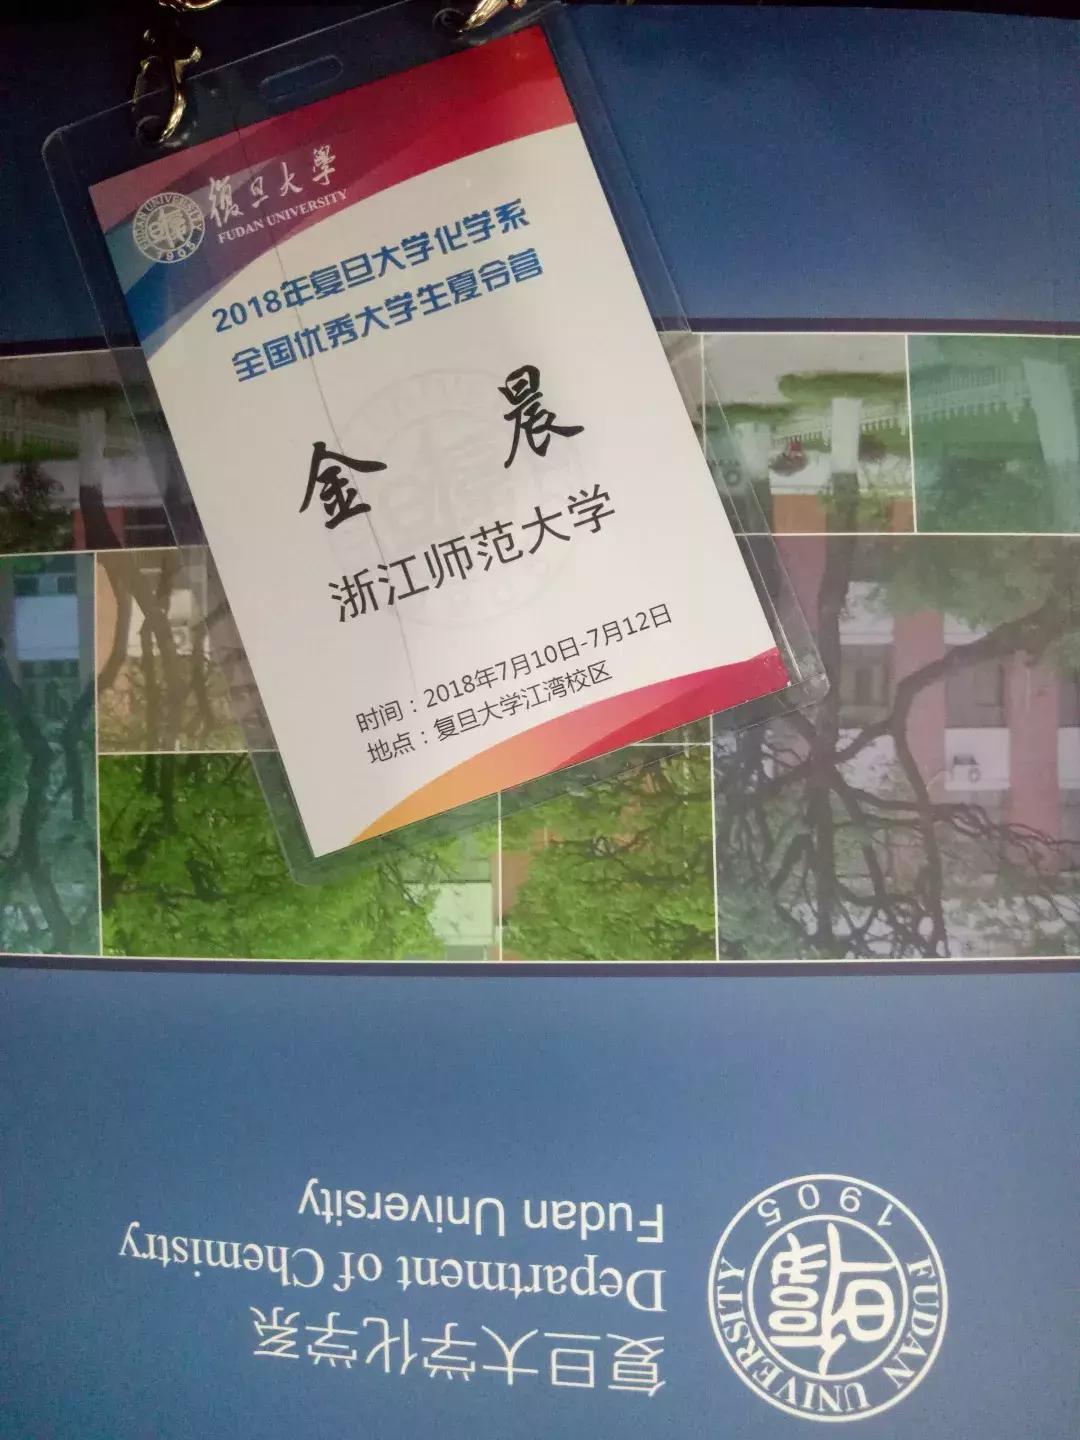 復旦大學
FUDAN UNIVERSITY
FUDAN UNIVERSITY
1905
2018年复旦大学化学系
全国优秀大学生夏令营
金 晨
浙江师范大学
时间：2018年7月10日-7月12日
地点：复旦大学江湾校区
复旦大学化学系
Department of Chemistry
Fudan University
FUDAN UNIVERSITY
1905